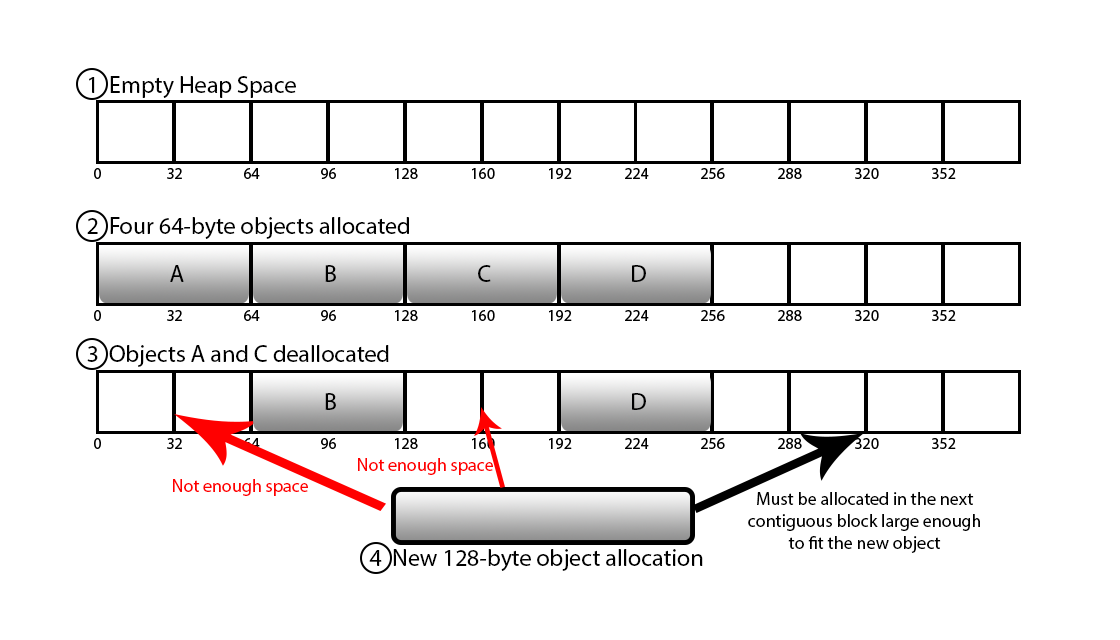 1 Empty Heap Space
0 32 64 96 128 160 192 224 256 288 320 352
2 Four 64-byte objects allocated
A B C D
0 32 64 96 128 160 192 224 256 288 320 352
3 Objects A and C deallocated
B D
0 32 64 96 128 160 192 224 256 288 320 352
Not enough space
Not enough space
Must be allocated in the next
contiguous block large enough
to fit the new object
4 New 128-byte object allocation